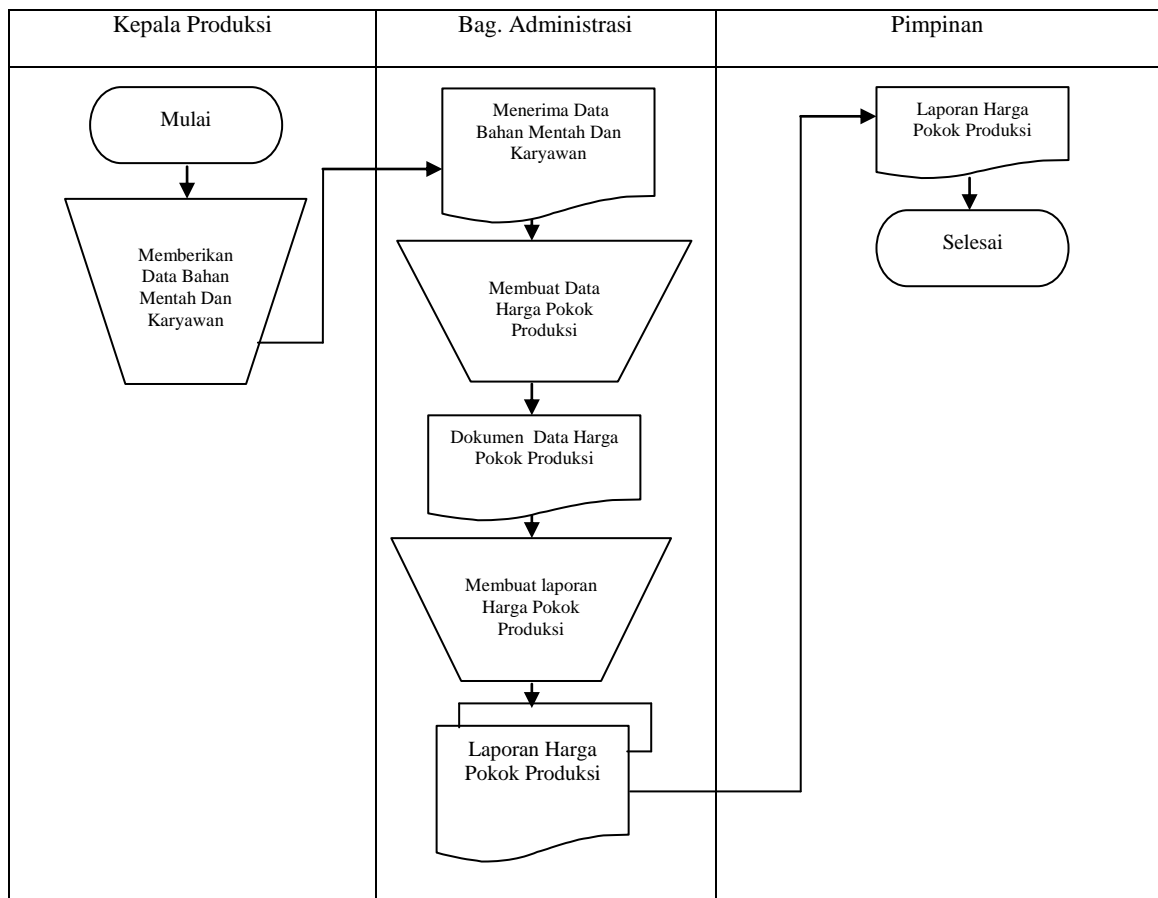 Kepala Produksi
Bag. Administrasi
Pimpinan
Mulai
Memberikan
Data Bahan
Mentah Dan
Karyawan
Menerima Data
Bahan Mentah Dan
Karyawan
Membuat Data
Harga Pokok
Produksi
Dokumen Data Harga
Pokok Produksi
Membuat laporan
Harga Pokok
Produksi
Laporan Harga
Pokok Produksi
Laporan Harga
Pokok Produksi
Selesai